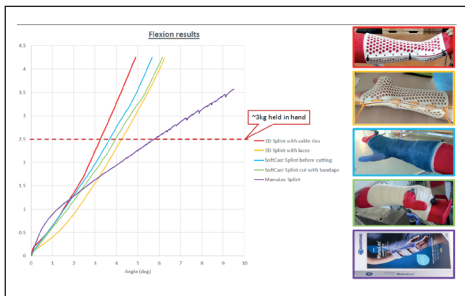 Flexion results
4.5
4
3.5
3
2.5
2
1.5
1
0.5
0
0 1 2 3 4 5 6 7 8 9 10
Angle (deg)
~3kg held in hand
3D Splint with cable ties
3D Splint with laces
SoftCast Splint before cutting
SoftCast Splint cut with bandage
ManuLoc Splint